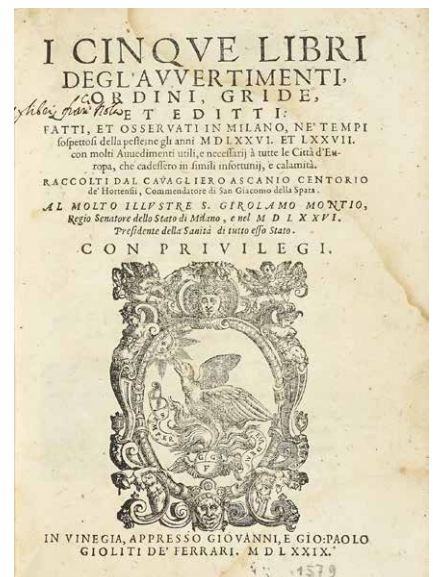 I CINQVE LIBRI
DEGL'AVVERTIMENTI,
ORDINI, GRIDE,
ET EDITTI:
FATTI, ET OSSERVATI IN MILANO, NE' TEMPI
sospettosi della peste; ne gli anni MDLXXVI. ET LXXVII.
con molti Auuedimenti utili, e necessarij à tutte le Città d'Eu-
ropa, che cadessero in simili infortunij, e calamità.
RACCOLTI DAL CAVAGLIERO ASCANIO CENTORIO
de' Hortensii, Commendatore di San Giacomo della Spata.
AL MOLTO ILLVSTRE S. GIROLAMO MONTIO,
Regio Senatore dello Stato di Milano, e nel MDLXXVI.
Presidente della Sanità di tutto esso Stato.
CON PRIVILEGI.
SEMPER
G G
F
IN VINEGIA, APPRESSO GIOVANNI, E GIO: PAOLO
GIOLITI DE' FERRARI. MDLXXIX.
1579